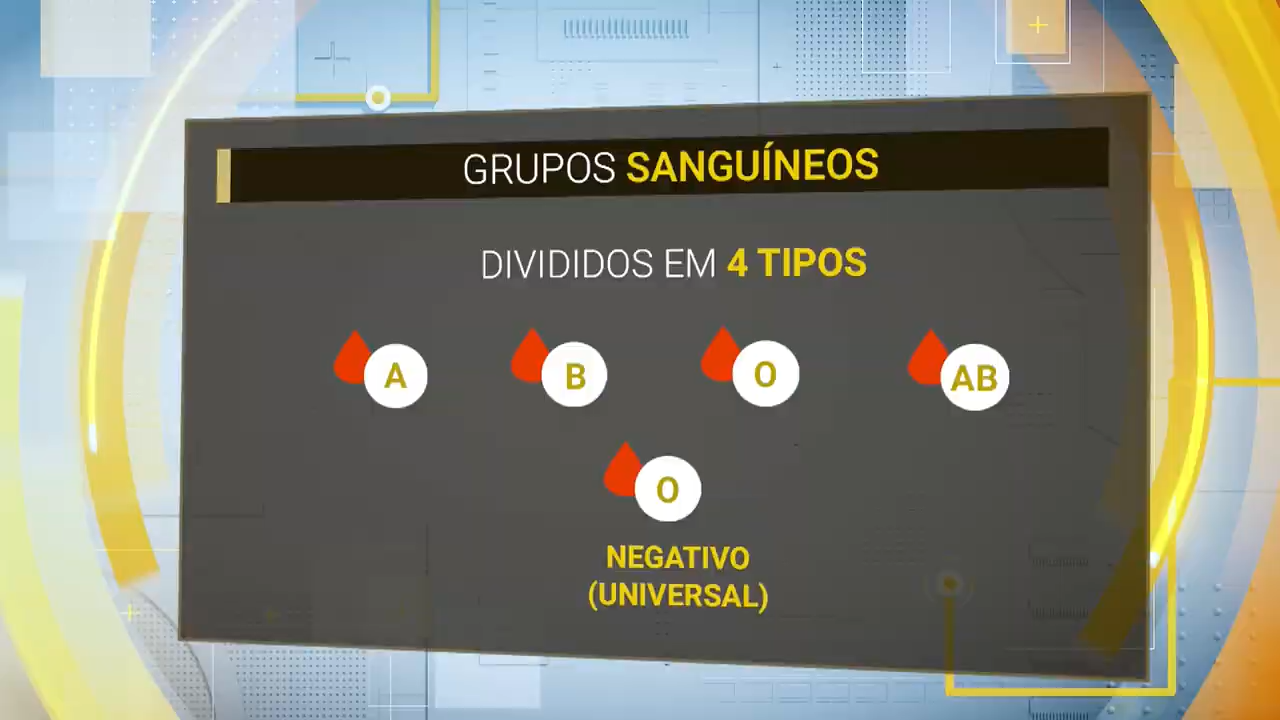 GRUPOS SANGUÍNEOS
DIVIDIDOS EM 4 TIPOS
A B O AB
O
NEGATIVO
(UNIVERSAL)